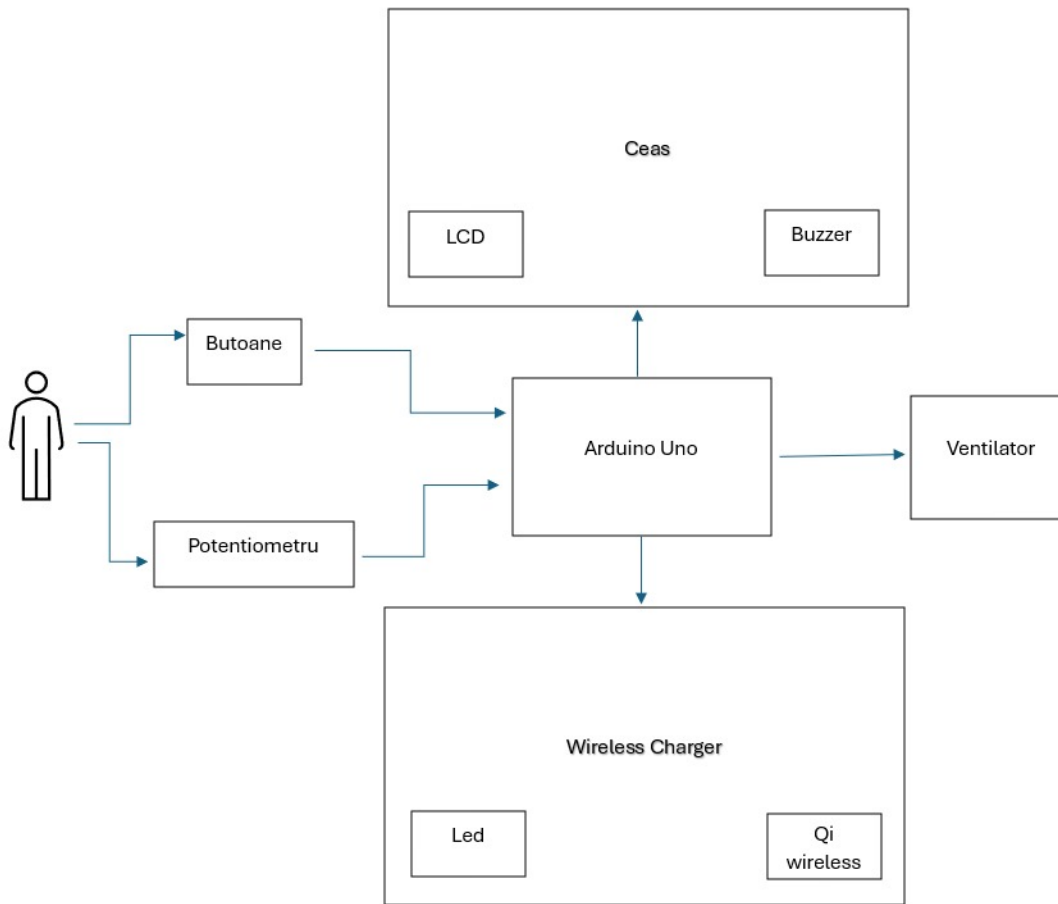 Ceas
LCD
Buzzer
Butoane
Arduino Uno
Ventilator
Potentiometru
Wireless Charger
Led
Qi
wireless